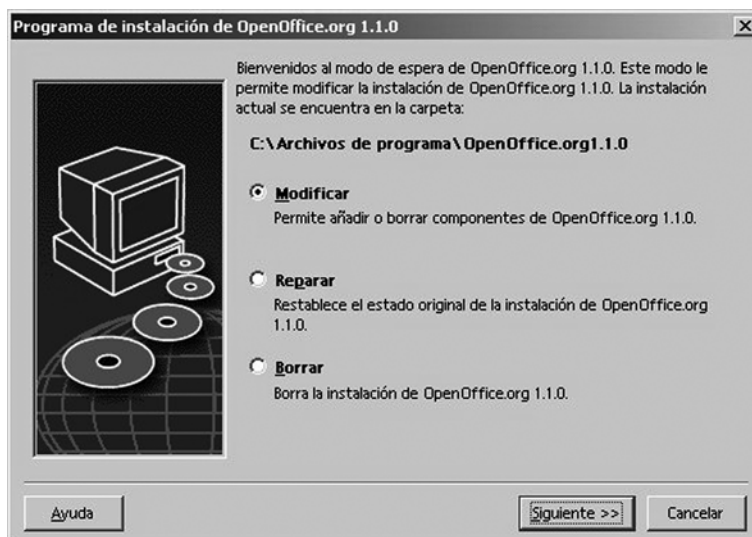 Programa de instalación de OpenOffice.org 1.1.0
Bienvenidos al modo de espera de OpenOffice.org 1.1.0. Este modo le
permite modificar la instalación de OpenOffice.org 1.1.0. La instalación
actual se encuentra en la carpeta:
C:\Archivos de programa\OpenOffice.org1.1.0
Modificar
Permite añadir o borrar componentes de OpenOffice.org 1.1.0.
Reparar
Restablece el estado original de la instalación de OpenOffice.org
1.1.0.
Borrar
Borra la instalación de OpenOffice.org 1.1.0.
Ayuda
Siguiente >>
Cancelar